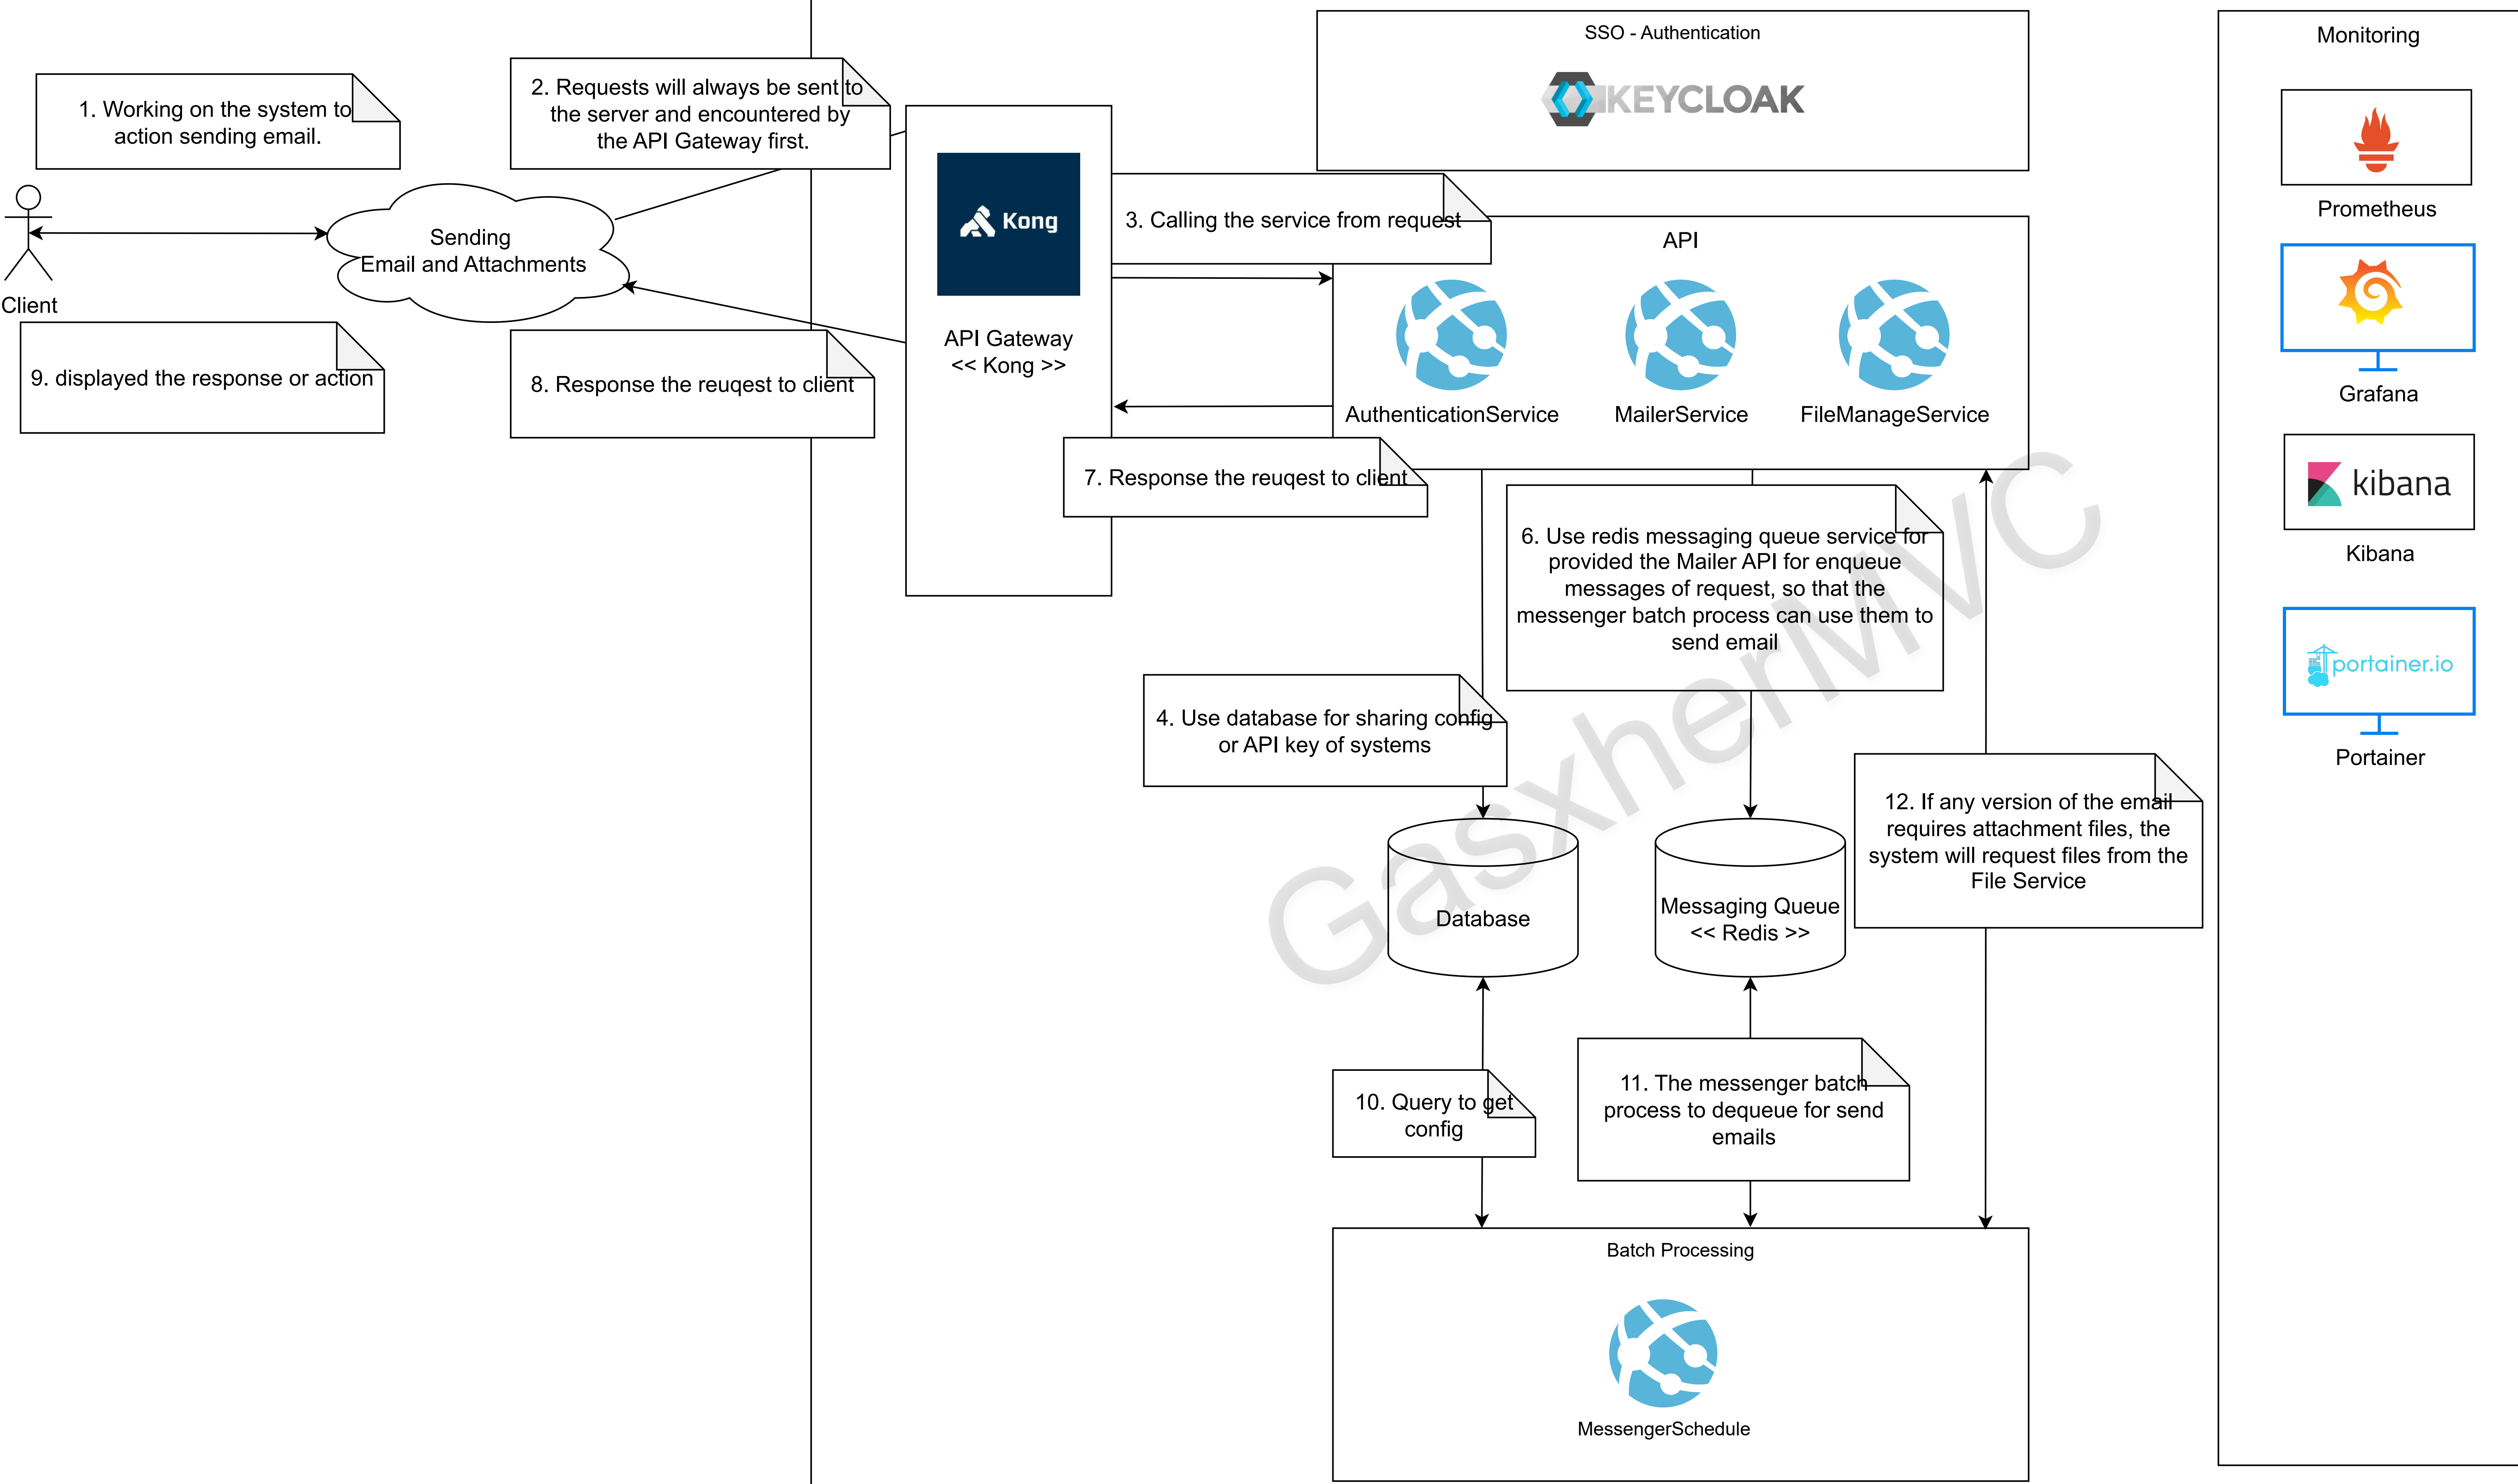 1. Working on the system to
action sending email.
2. Requests will always be sent to
the server and encountered by
the API Gateway first.
Client
Sending
Email and Attachments
9. displayed the response or action
8. Response the reuqest to client
Kong
API Gateway
<< Kong >>
3. Calling the service from request
7. Response the reuqest to client
SSO - Authentication
KEYCLOAK
API
AuthenticationService
MailerService
FileManageService
6. Use redis messaging queue service for
provided the Mailer API for enqueue
messages of request, so that the
messenger batch process can use them to
send email
4. Use database for sharing config
or API key of systems
12. If any version of the email
requires attachment files, the
system will request files from the
File Service
Database
Messaging Queue
<< Redis >>
10. Query to get
config
11. The messenger batch
process to dequeue for send
emails
Batch Processing
MessengerSchedule
GasxherMVC
Monitoring
Prometheus
Grafana
kibana
Kibana
portainer.io
Portainer